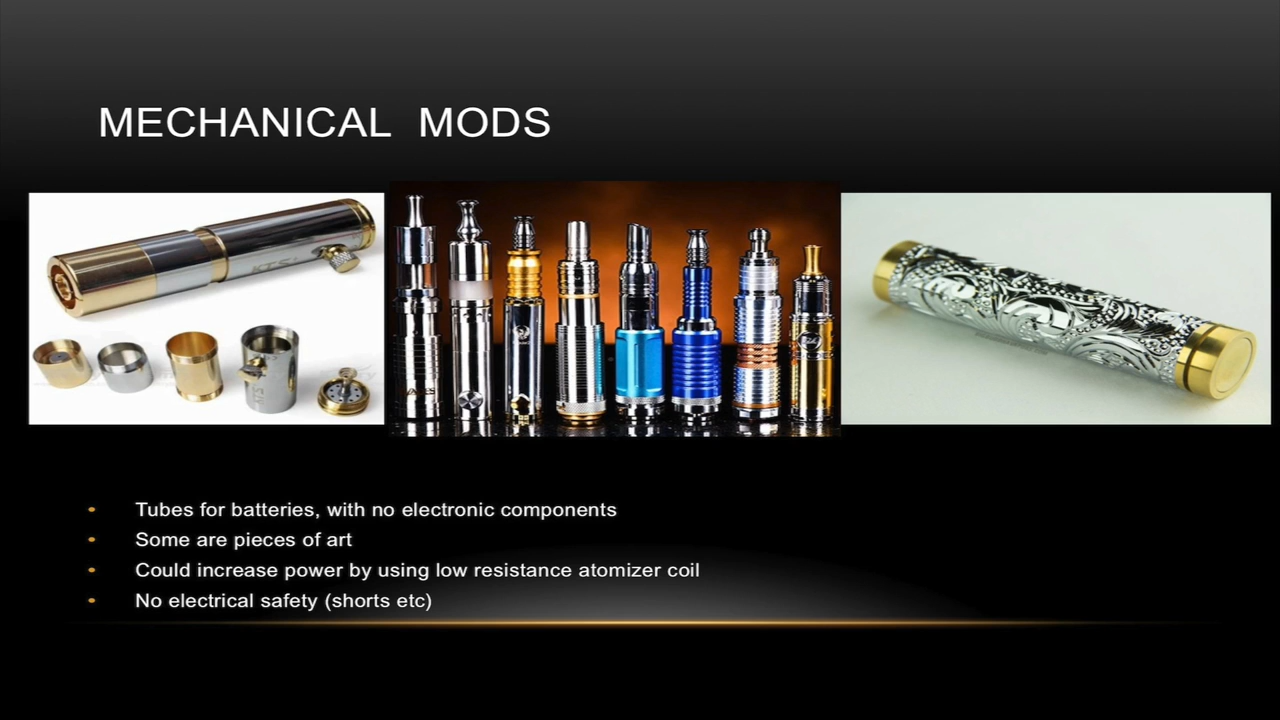 MECHANICAL MODS
KTS+
Tubes for batteries, with no electronic components
Some are pieces of art
Could increase power by using low resistance atomizer coil
No electrical safety (shorts etc)